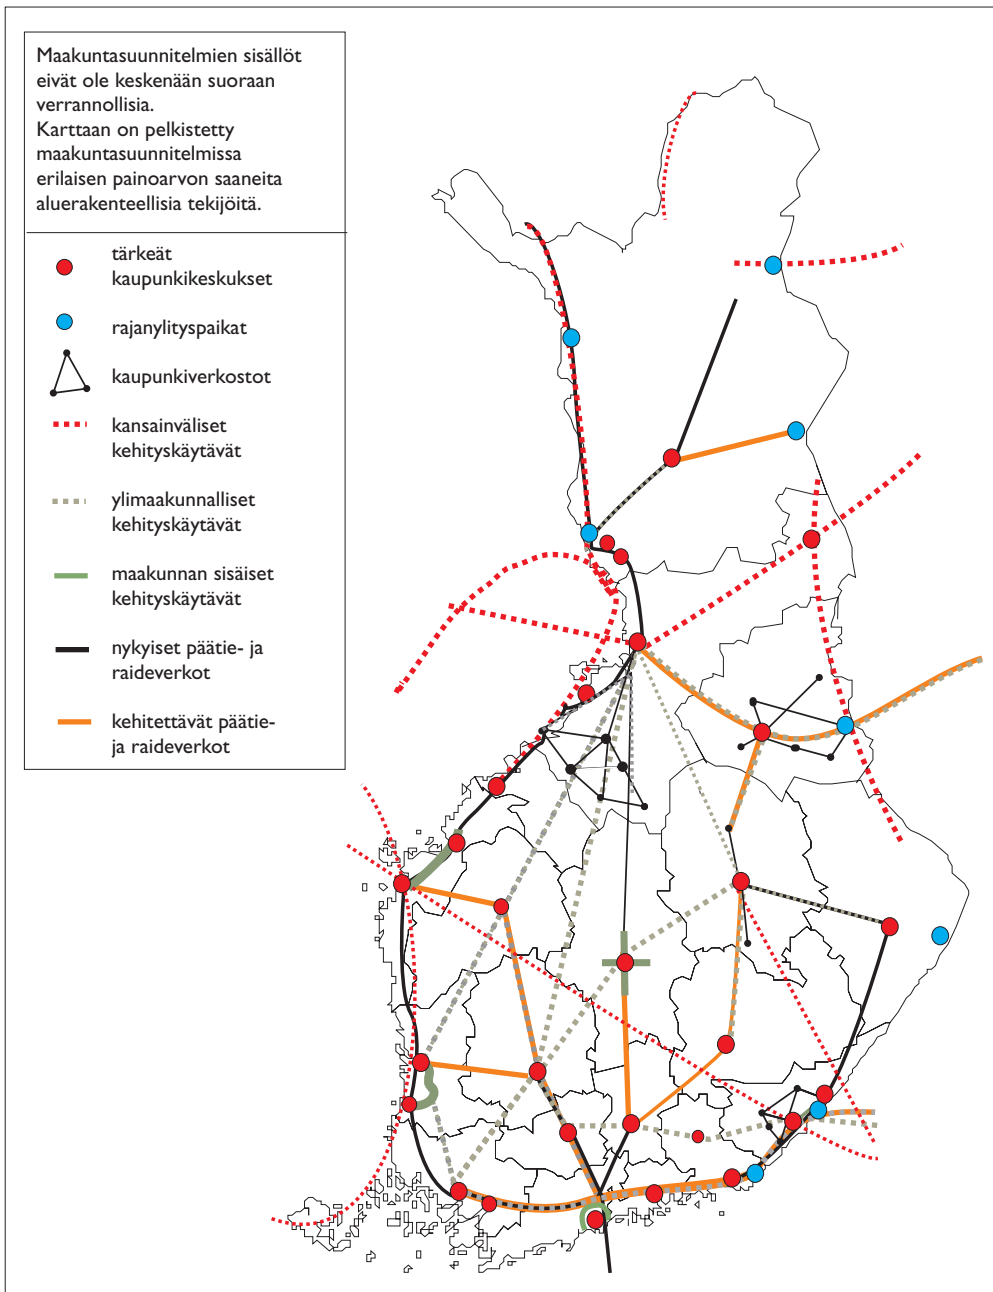 Maakuntasuunnitelmien sisällöt
eivät ole keskenään suoraan
verrannollisia.
Karttaan on pelkistetty
maakuntasuunnitelmissa
erilaisen painoarvon saaneita
aluerakenteellisia tekijöitä.
tärkeät
kaupunkikeskukset
rajanylityspaikat
kaupunkiverkostot
kansainväliset
kehityskäytävät
ylimaakunnalliset
kehityskäytävät
maakunnan sisäiset
kehityskäytävät
nykyiset päätie- ja
raideverkot
kehitettävät päätie-
ja raideverkot